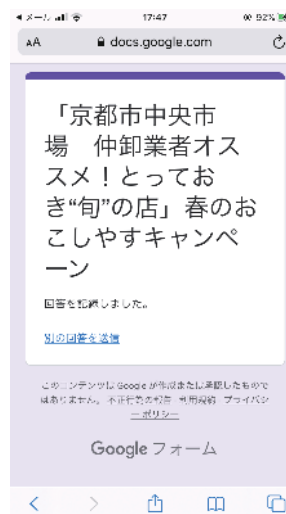 メール 17:47 92%
AA docs.google.com
「京都市中央市
場　仲卸業者オス
スメ！とってお
き“旬”の店」春のお
こしやすキャンペ
ーン
回答を記録しました。
別の回答を送信
このコンテンツは Google が作成または承認したもので
はありません。 不正行為の報告 利用規約 プライバシ
ーポリシー
Google フォーム